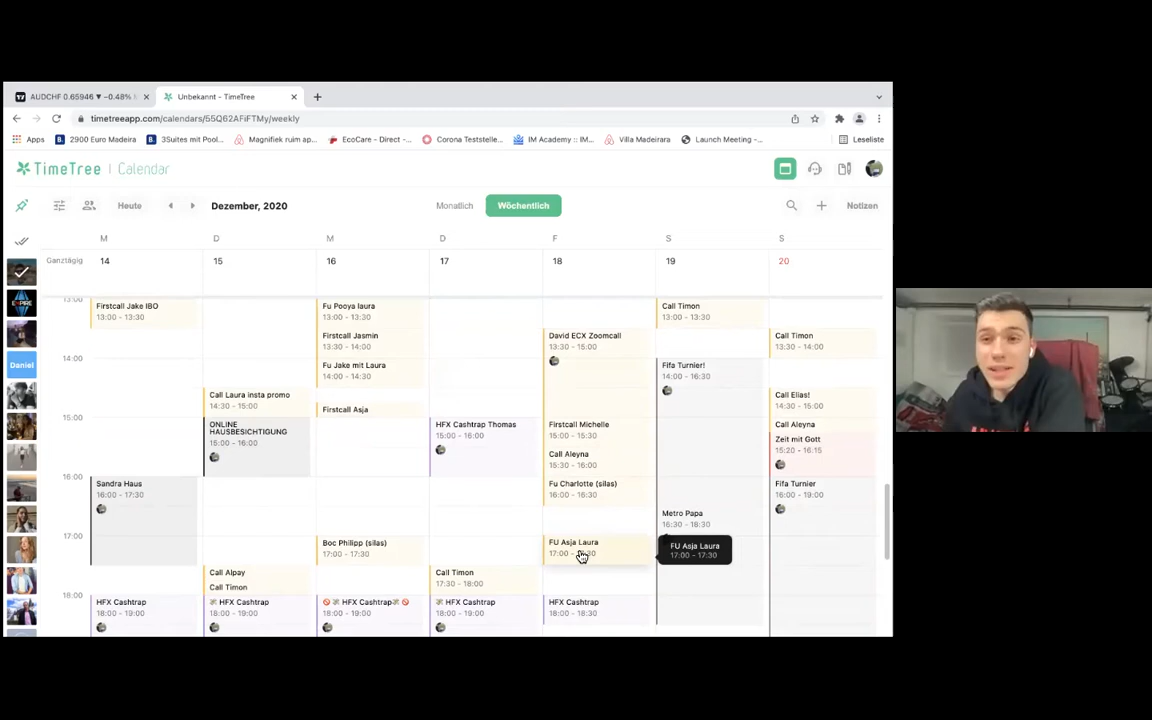 AUDCHF 0.65946 ▼ −0.48%
Unbekannt - TimeTree
timetreeapp.com/calendars/55Q62AFiFTMy/weekly
Apps
2900 Euro Madeira
3Suites mit Pool...
Magnifiek ruim ap...
EcoCare - Direct -...
Corona Teststelle...
IM Academy :: IM...
Villa Madeirara
Launch Meeting -...
Leseliste
TimeTree | Calendar
Heute
Dezember, 2020
Monatlich
Wöchentlich
Notizen
M D M D F S S
Ganztägig 14 15 16 17 18 19 20
EMPIRE
Daniel
13:00
14:00
15:00
16:00
17:00
18:00
Firstcall Jake IBO
13:00 - 13:30
Sandra Haus
16:00 - 17:30
HFX Cashtrap
18:00 - 19:00
Call Laura insta promo
14:30 - 15:00
ONLINE
HAUSBESICHTIGUNG
15:00 - 16:00
Call Alpay
Call Timon
HFX Cashtrap
18:00 - 19:00
Fu Pooya laura
13:00 - 13:30
Firstcall Jasmin
13:30 - 14:00
Fu Jake mit Laura
14:00 - 14:30
Firstcall Asja
Boc Philipp (silas)
17:00 - 17:30
🚫💸 HFX Cashtrap💸🚫
18:00 - 19:00
HFX Cashtrap Thomas
15:00 - 16:00
Call Timon
17:30 - 18:00
HFX Cashtrap
18:00 - 19:00
David ECX Zoomcall
13:30 - 15:00
Firstcall Michelle
15:00 - 15:30
Call Aleyna
15:30 - 16:00
Fu Charlotte (silas)
16:00 - 16:30
FU Asja Laura
17:00 - 30
HFX Cashtrap
18:00 - 18:30
Call Timon
13:00 - 13:30
Fifa Turnier!
14:00 - 16:30
Metro Papa
16:30 - 18:30
FU Asja Laura
17:00 - 17:30
Call Timon
13:30 - 14:00
Call Elias!
14:30 - 15:00
Call Aleyna
Zeit mit Gott
15:20 - 16:15
Fifa Turnier
16:00 - 19:00